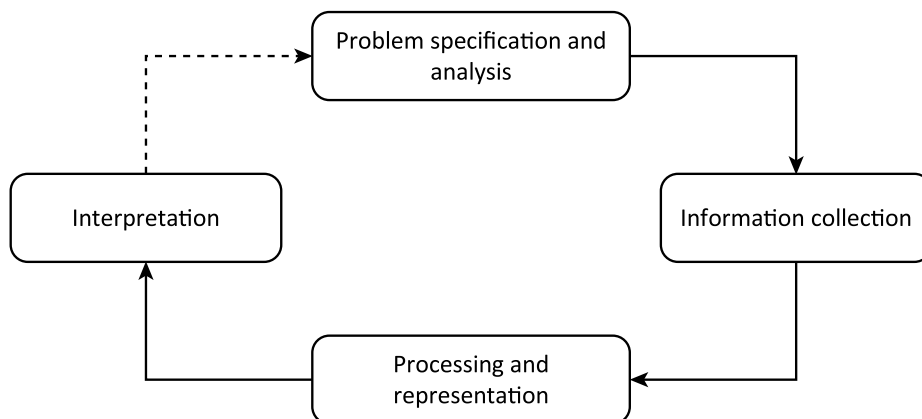 Problem specification and
analysis
Interpretation
Information collection
Processing and
representation